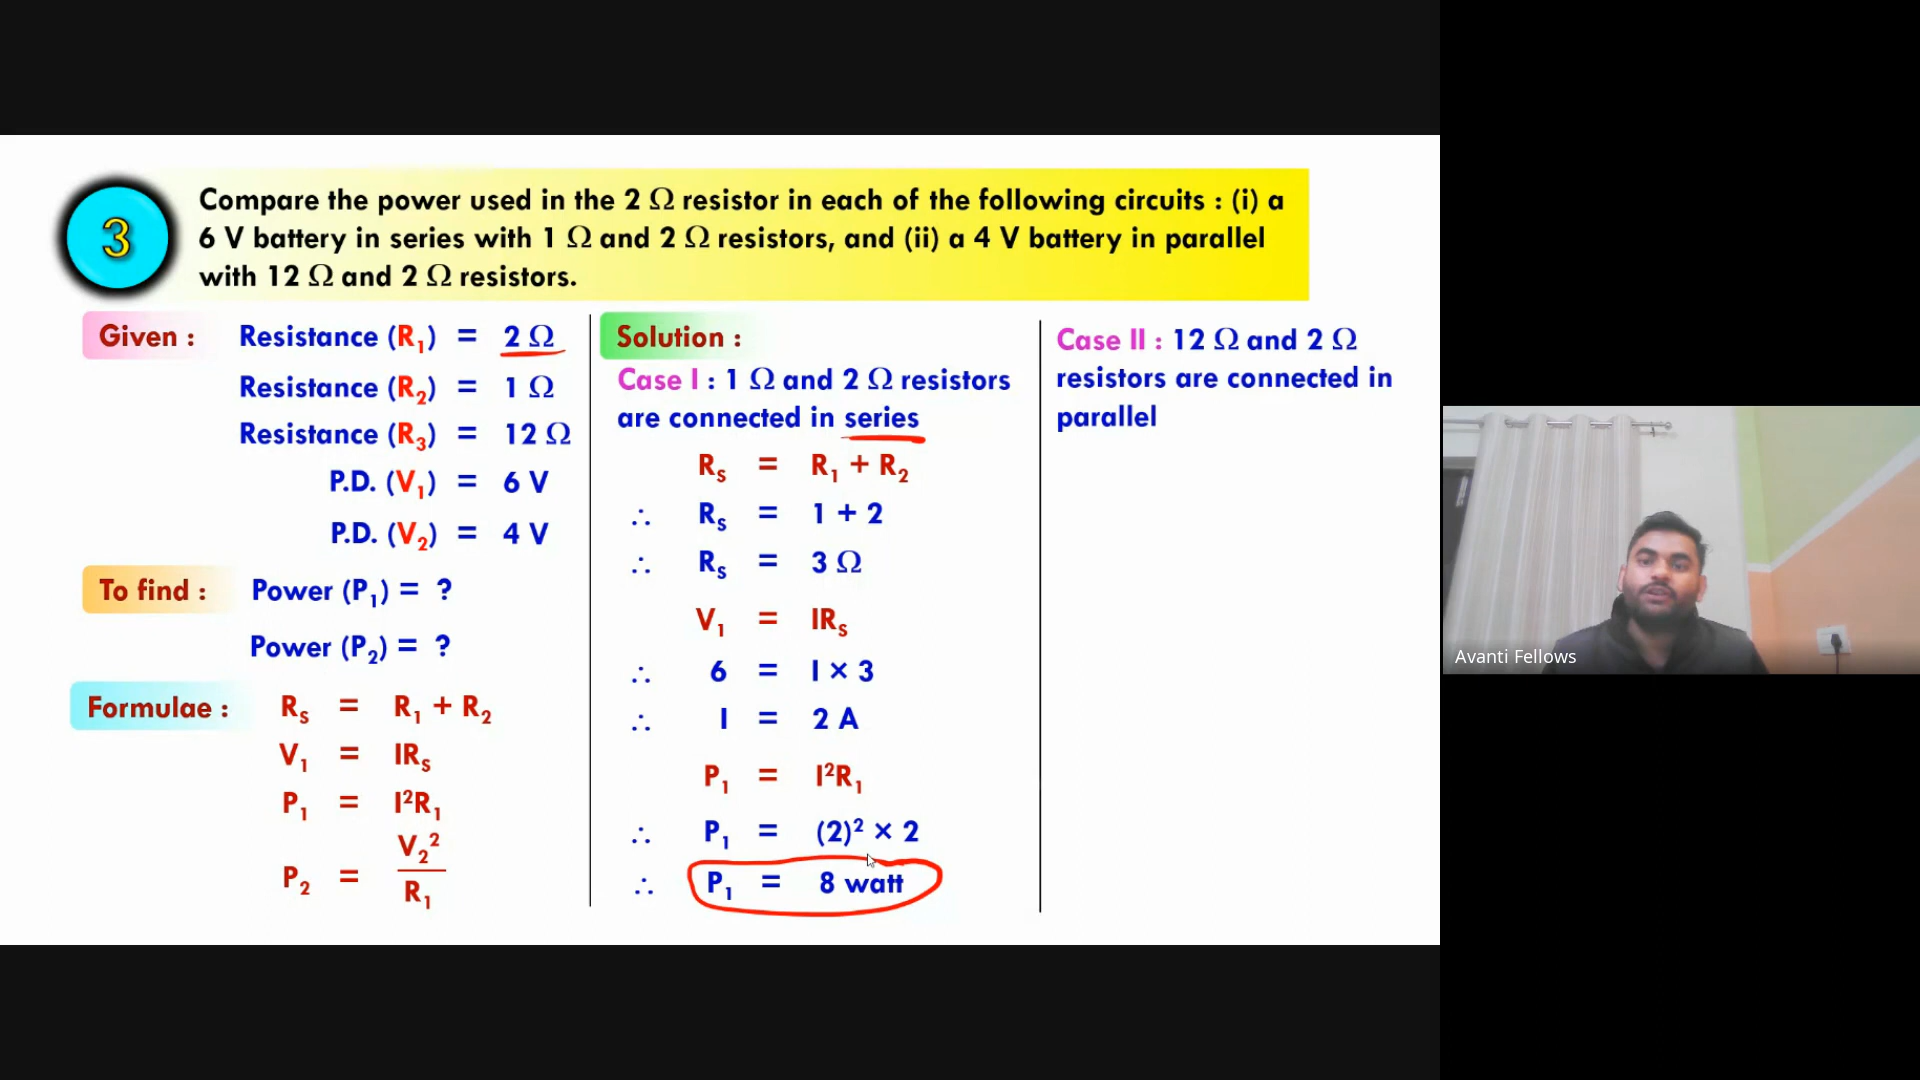 3
Compare the power used in the 2 Ω resistor in each of the following circuits : (i) a
6 V battery in series with 1 Ω and 2 Ω resistors, and (ii) a 4 V battery in parallel
with 12 Ω and 2 Ω resistors.
Given :
Resistance (R₁) = 2 Ω
Resistance (R₂) = 1 Ω
Resistance (R₃) = 12 Ω
P.D. (V₁) = 6 V
P.D. (V₂) = 4 V
To find :
Power (P₁) = ?
Power (P₂) = ?
Formulae :
Rₛ = R₁ + R₂
V₁ = IRₛ
P₁ = I²R₁
P₂ = V₂² / R₁
Solution :
Case I : 1 Ω and 2 Ω resistors
are connected in series
Rₛ = R₁ + R₂
∴ Rₛ = 1 + 2
∴ Rₛ = 3 Ω
V₁ = IRₛ
∴ 6 = I × 3
∴ I = 2 A
P₁ = I²R₁
∴ P₁ = (2)² × 2
∴ P₁ = 8 watt
Case II : 12 Ω and 2 Ω
resistors are connected in
parallel
Avanti Fellows